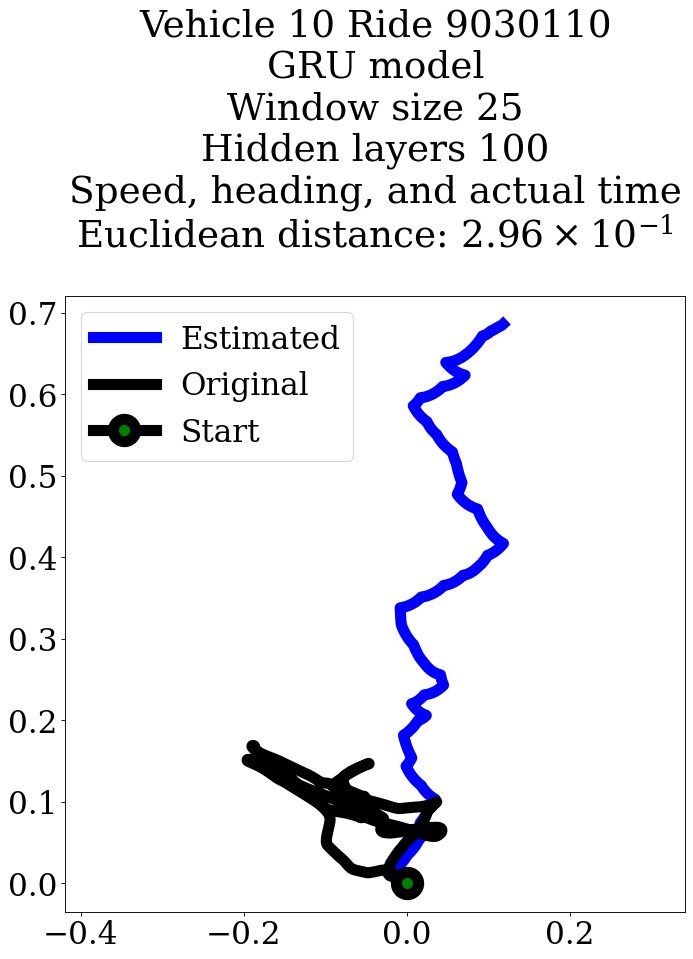 Vehicle 10 Ride 9030110
GRU model
Window size 25
Hidden layers 100
Speed, heading, and actual time
Euclidean distance: 2.96 × 10⁻¹
0.7
0.6
0.5
0.4
0.3
0.2
0.1
0.0
Estimated
Original
Start
−0.4
−0.2
0.0
0.2